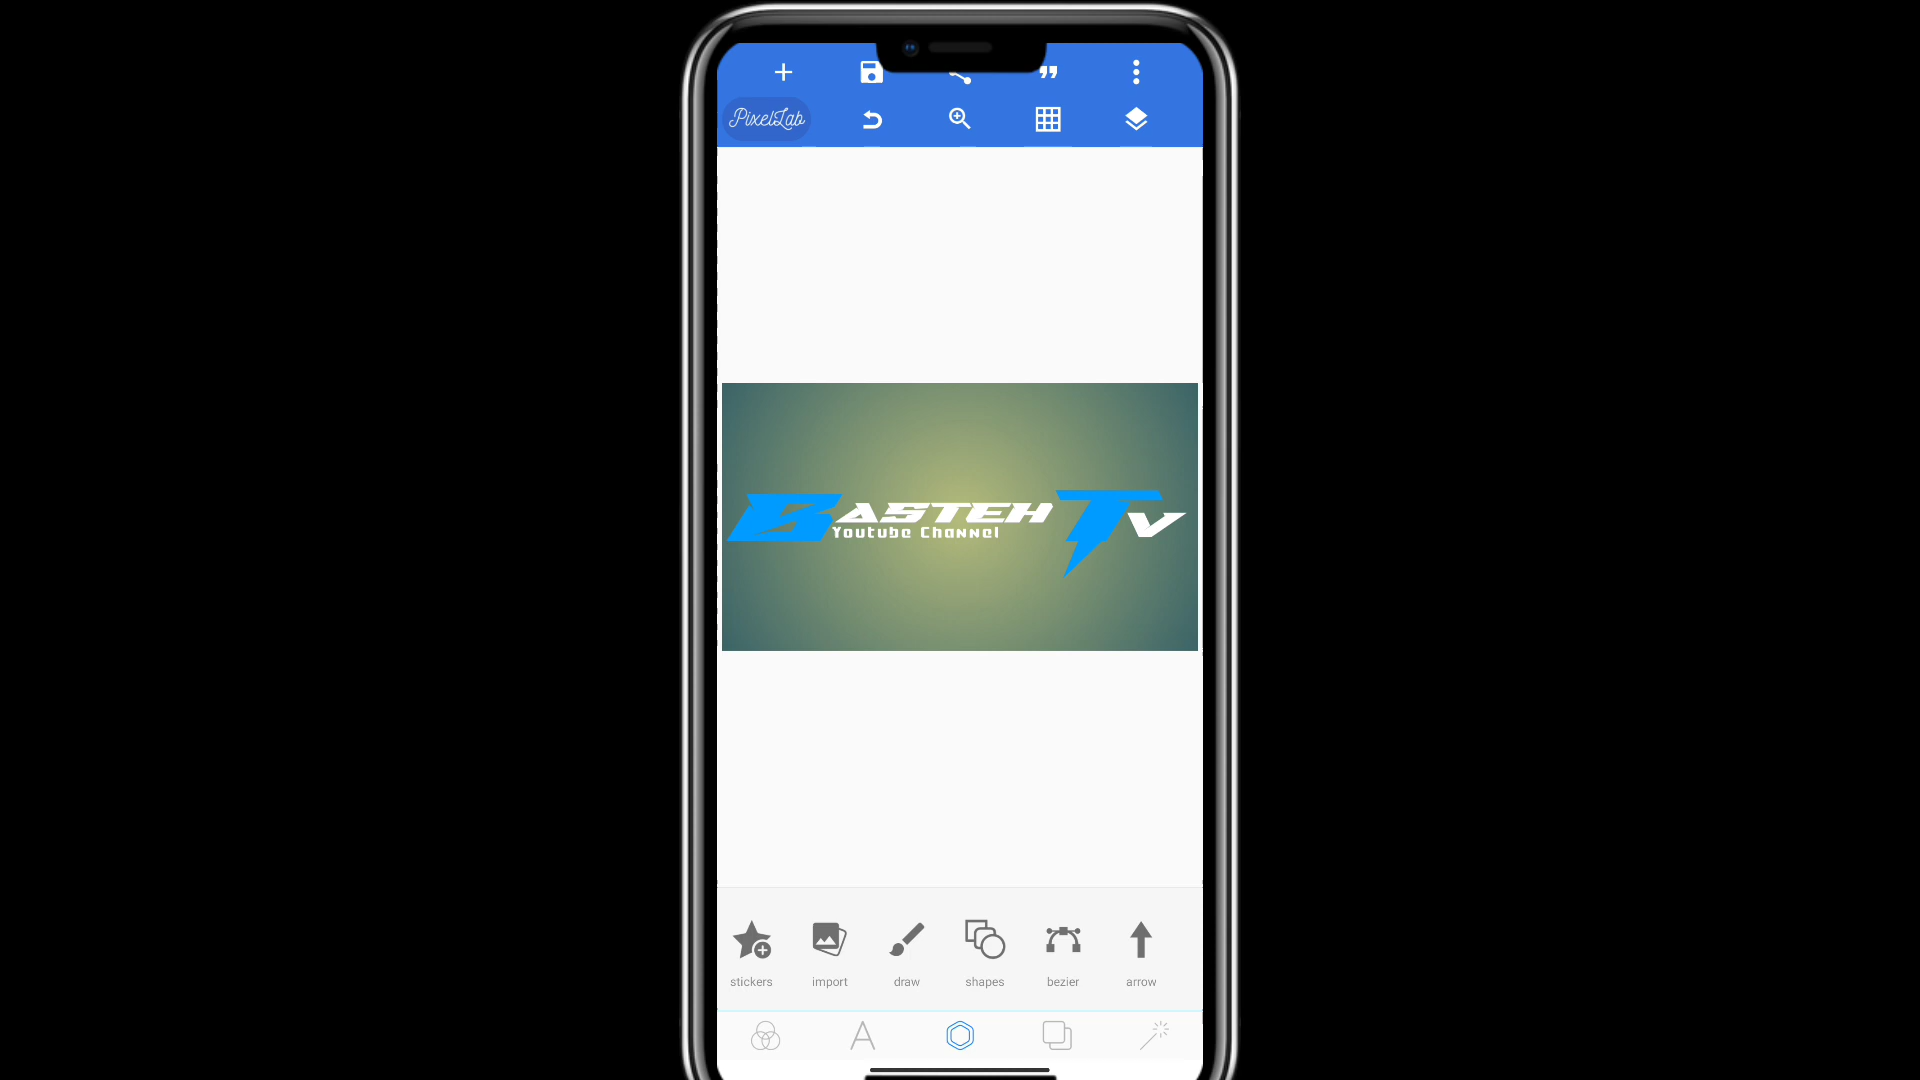 PixelLab
BASTEH TV
Youtube Channel
stickers import draw shapes bezier arrow